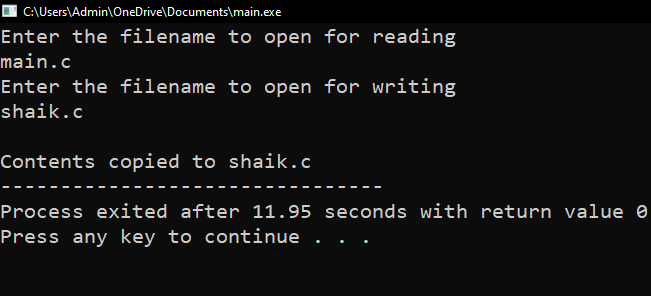 C:\Users\Admin\OneDrive\Documents\main.exe
Enter the filename to open for reading
main.c
Enter the filename to open for writing
shaik.c

Contents copied to shaik.c
--------------------------------
Process exited after 11.95 seconds with return value 0
Press any key to continue . . .